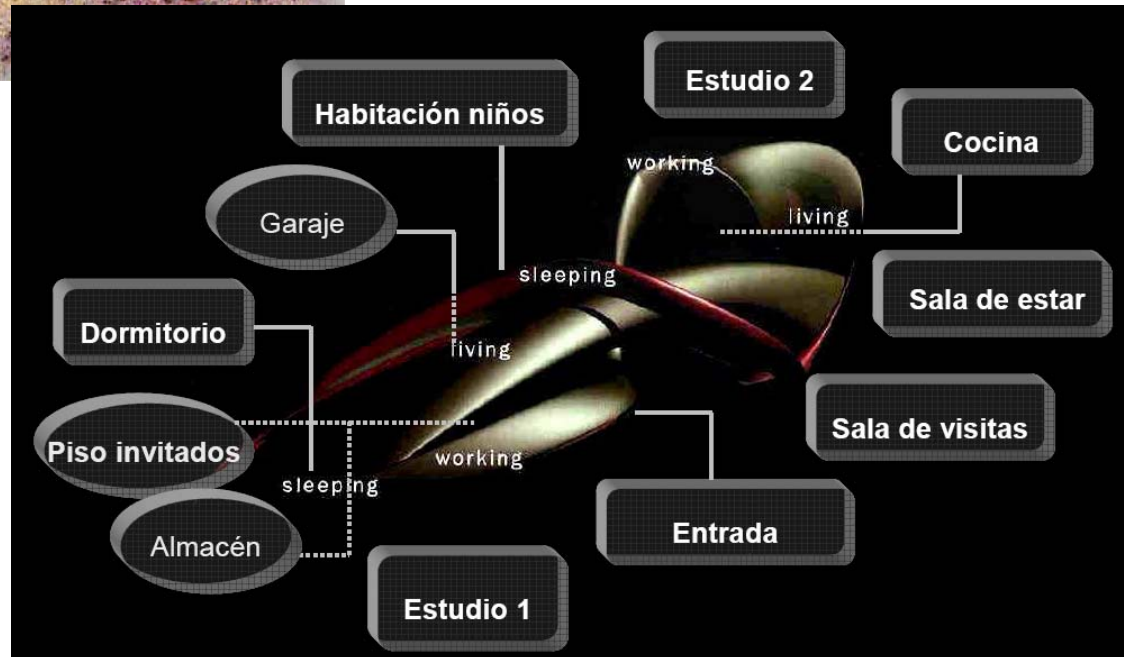 Estudio 2
Habitación niños
Cocina
working
Garaje
living
sleeping
Sala de estar
Dormitorio
living
Sala de visitas
Piso invitados
working
sleeping
Entrada
Almacén
Estudio 1